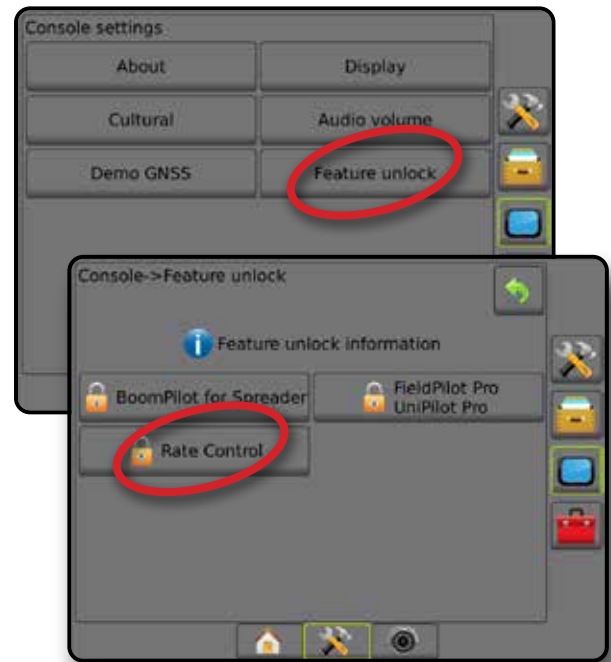 Console settings
About
Display
Cultural
Audio volume
Demo GNSS
Feature unlock
Console->Feature unlock
Feature unlock information
BoomPilot for Spreader
FieldPilot Pro
UniPilot Pro
Rate Control